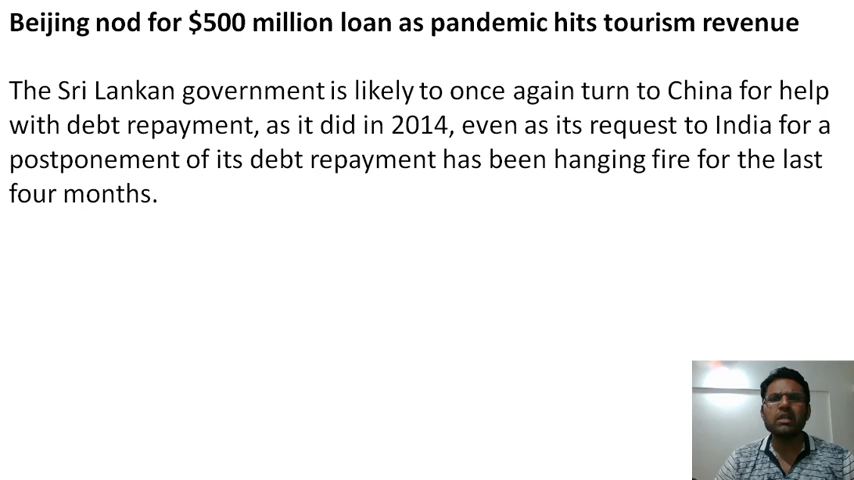 Beijing nod for $500 million loan as pandemic hits tourism revenue
The Sri Lankan government is likely to once again turn to China for help
with debt repayment, as it did in 2014, even as its request to India for a
postponement of its debt repayment has been hanging fire for the last
four months.